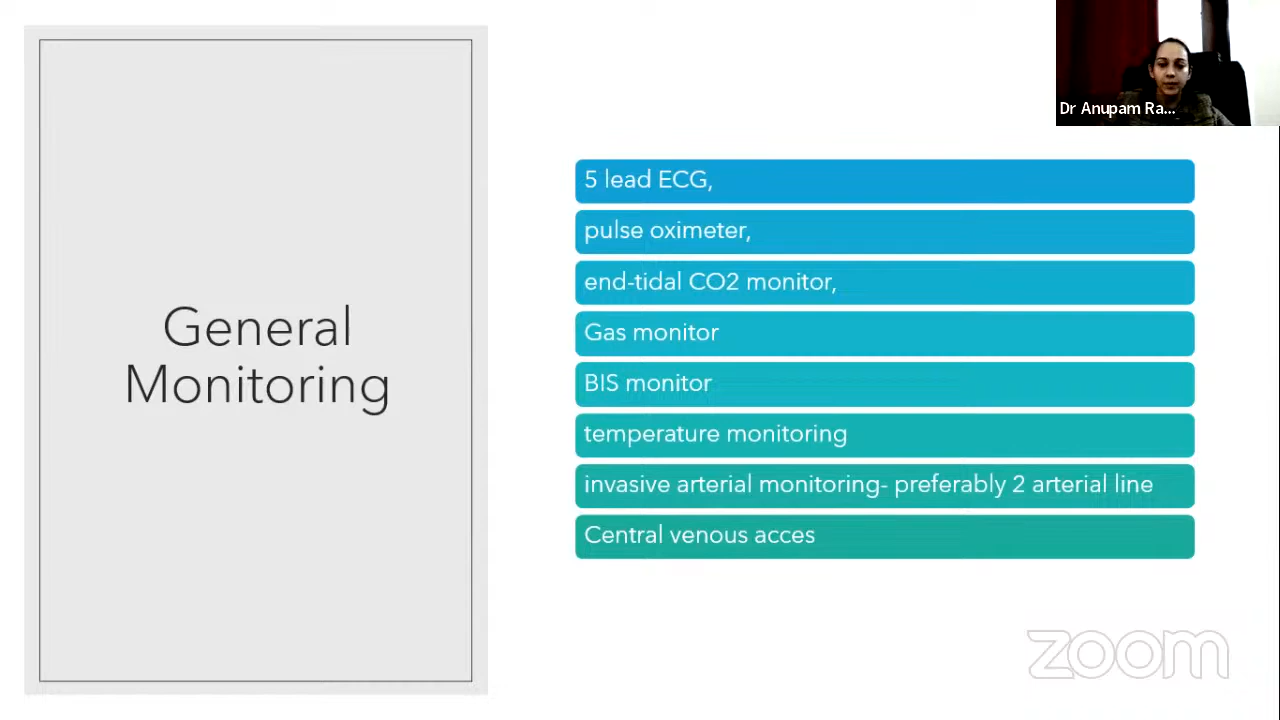 Dr Anupam Ra...
General
Monitoring
5 lead ECG,
pulse oximeter,
end-tidal CO2 monitor,
Gas monitor
BIS monitor
temperature monitoring
invasive arterial monitoring- preferably 2 arterial line
Central venous acces
zoom